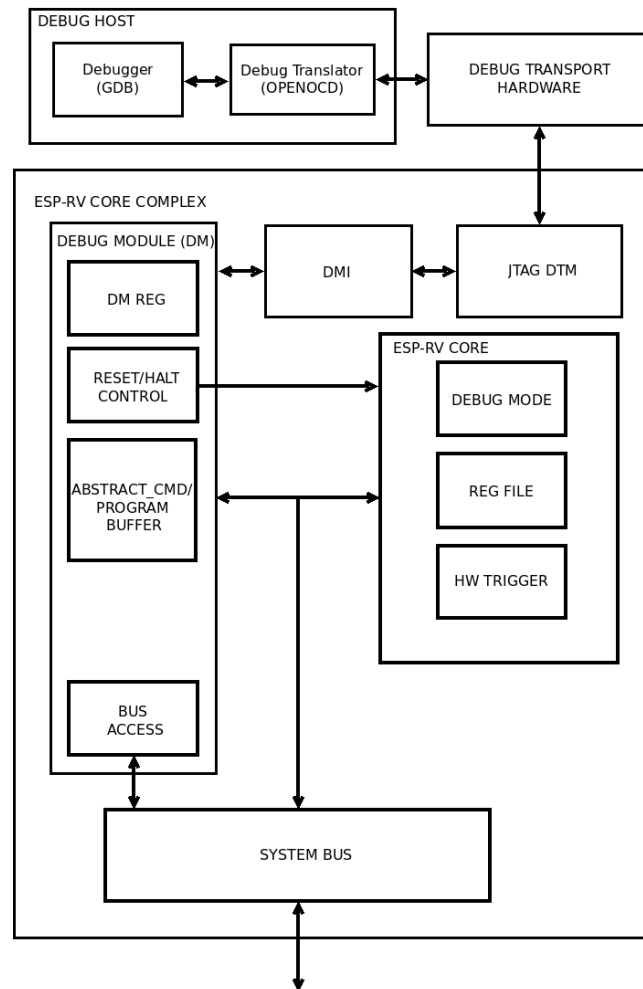 DEBUG HOST
Debugger
(GDB)
Debug Translator
(OPENOCD)
DEBUG TRANSPORT
HARDWARE
ESP-RV CORE COMPLEX
DEBUG MODULE (DM)
DMI
JTAG DTM
DM REG
RESET/HALT
CONTROL
ABSTRACT_CMD/
PROGRAM
BUFFER
BUS
ACCESS
ESP-RV CORE
DEBUG MODE
REG FILE
HW TRIGGER
SYSTEM BUS